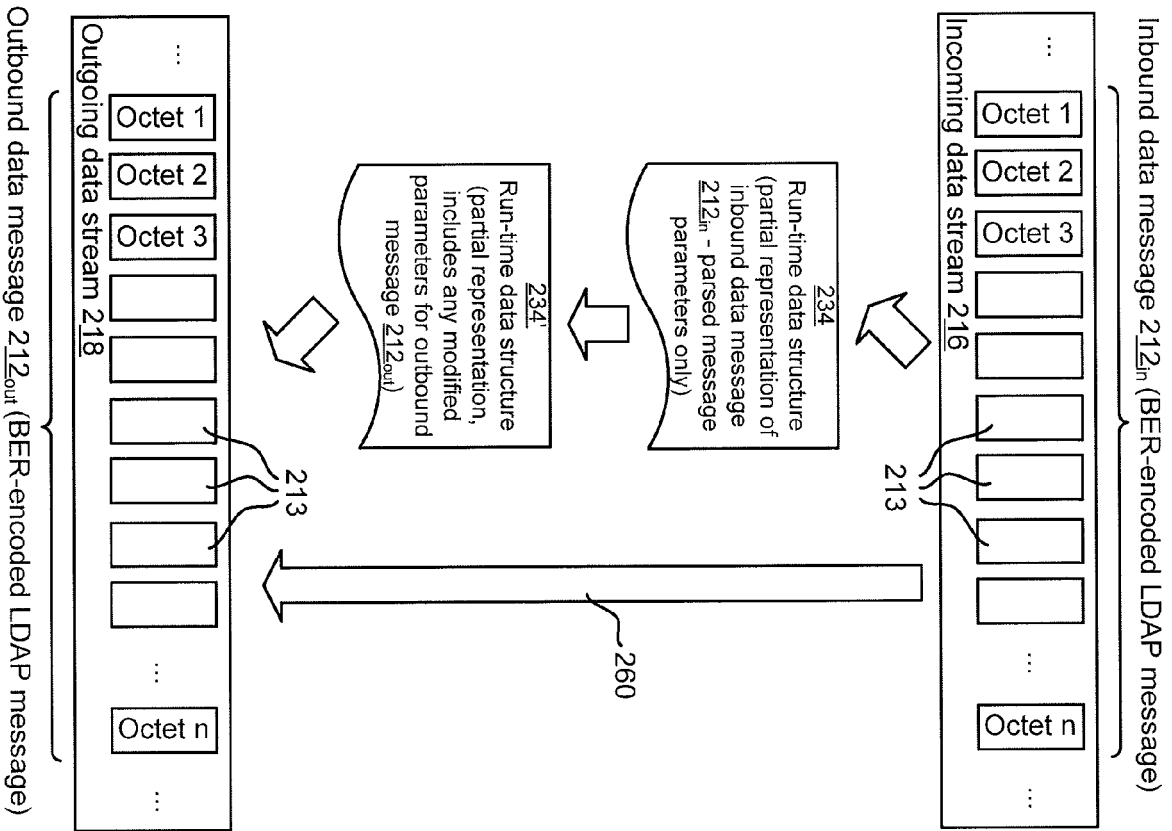 Inbound data message 212in (BER-encoded LDAP message)
Incoming data stream 216
...
Octet 1
Octet 2
Octet 3
...
Octet n
...
213
234
Run-time data structure
(partial representation of
inbound data message
212in - parsed message
parameters only)
234'
Run-time data structure
(partial representation,
includes any modified
parameters for outbound
message 212out)
260
213
Outgoing data stream 218
...
Octet 1
Octet 2
Octet 3
...
Octet n
...
Outbound data message 212out (BER-encoded LDAP message)